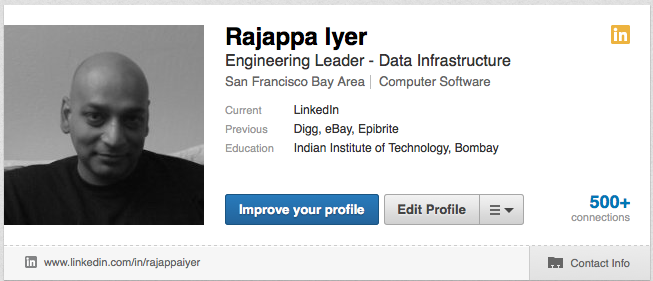 Rajappa Iyer
in
Engineering Leader - Data Infrastructure
San Francisco Bay Area | Computer Software
Current LinkedIn
Previous Digg, eBay, Epibrite
Education Indian Institute of Technology, Bombay
Improve your profile Edit Profile
500+
connections
in www.linkedin.com/in/rajappaiyer Contact Info